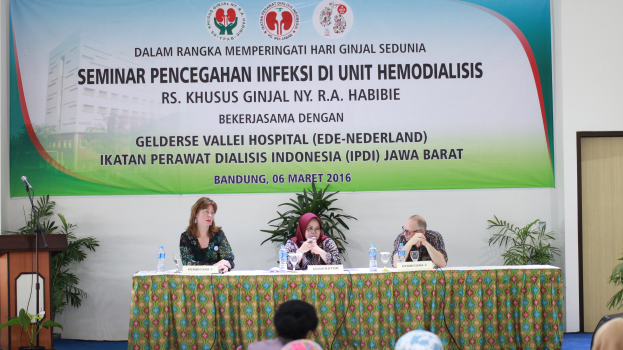 DALAM RANGKA MEMPERINGATI HARI GINJAL SEDUNIA
SEMINAR PENCEGAHAN INFEKSI DI UNIT HEMODIALISIS
RS. KHUSUS GINJAL NY. R.A. HABIBIE
BEKERJASAMA DENGAN
GELDERSE VALLEI HOSPITAL (EDE-NEDERLAND)
IKATAN PERAWAT DIALISIS INDONESIA (IPDI) JAWA BARAT
BANDUNG, 06 MARET 2016
MODERATOR